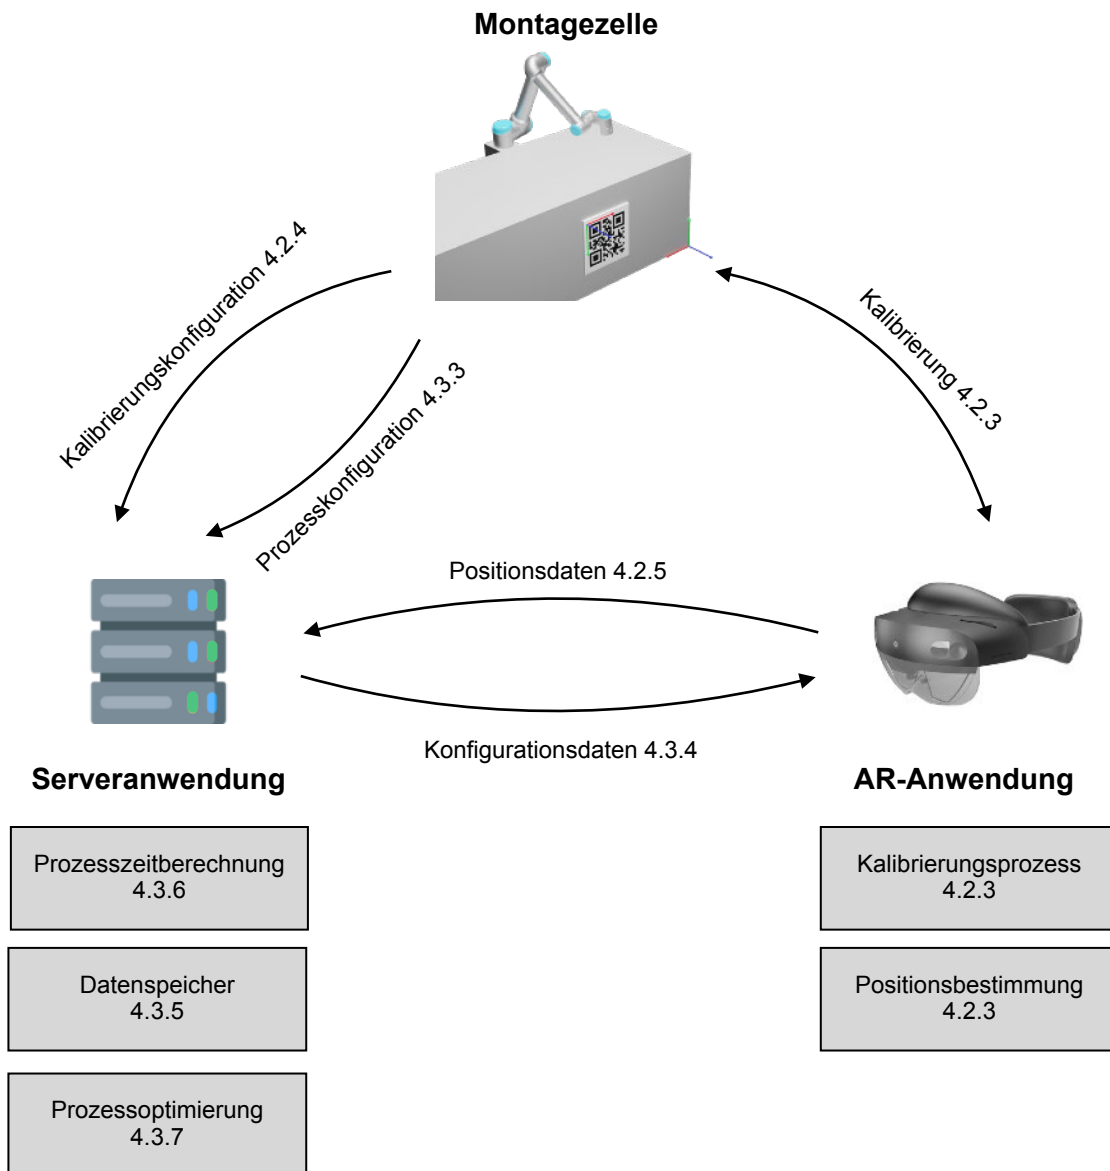 Montagezelle
Kalibrierungskonfiguration 4.2.4
Prozesskonfiguration 4.3.3
Kalibrierung 4.2.3
Positionsdaten 4.2.5
Konfigurationsdaten 4.3.4
Serveranwendung
AR-Anwendung
Prozesszeitberechnung
4.3.6
Kalibrierungsprozess
4.2.3
Datenspeicher
4.3.5
Positionsbestimmung
4.2.3
Prozessoptimierung
4.3.7